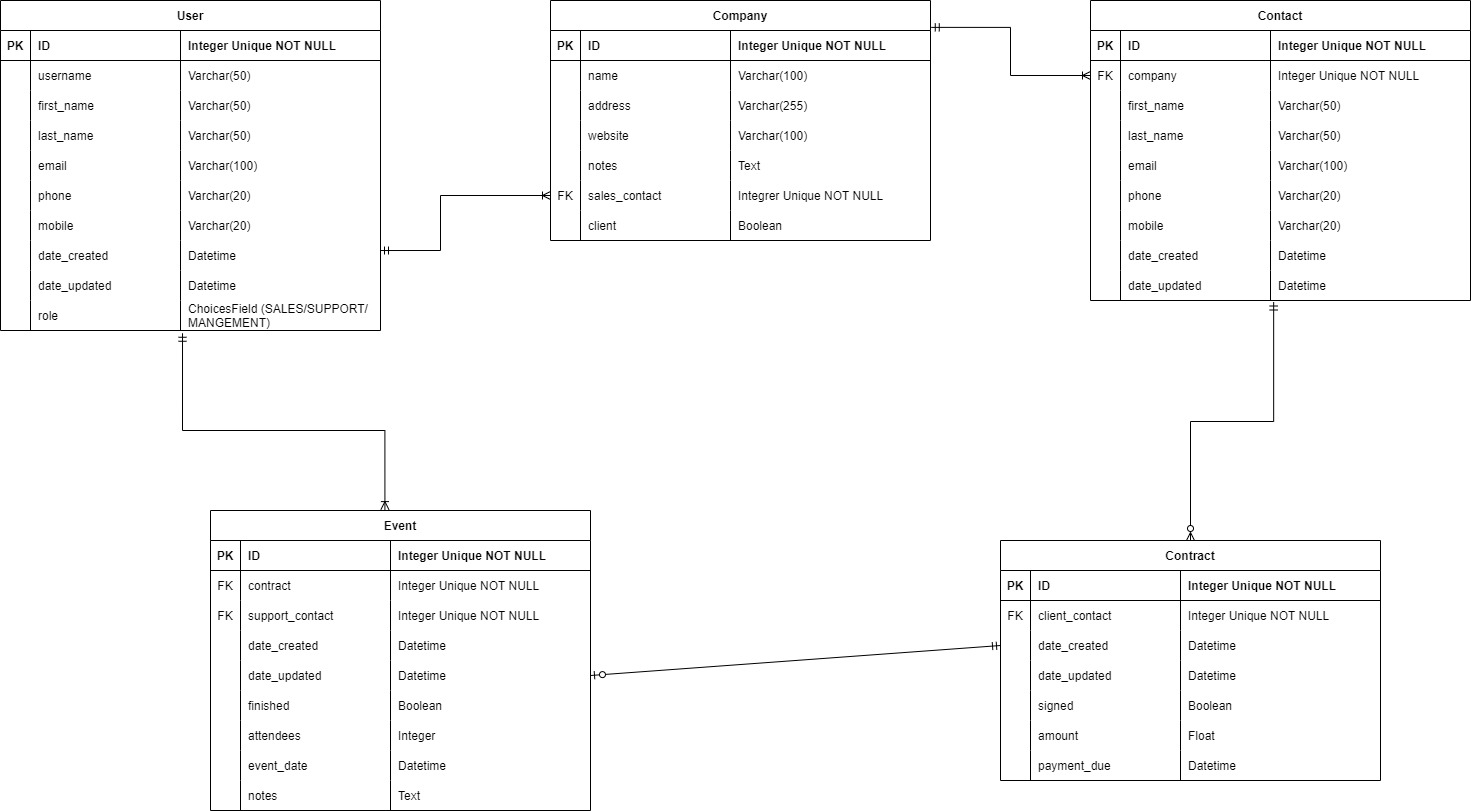 User
PK ID Integer Unique NOT NULL
username Varchar(50)
first_name Varchar(50)
last_name Varchar(50)
email Varchar(100)
phone Varchar(20)
mobile Varchar(20)
date_created Datetime
date_updated Datetime
role ChoicesField (SALES/SUPPORT/
MANGEMENT)
Company
PK ID Integer Unique NOT NULL
name Varchar(100)
address Varchar(255)
website Varchar(100)
notes Text
FK sales_contact Integrer Unique NOT NULL
client Boolean
Contact
PK ID Integer Unique NOT NULL
FK company Integer Unique NOT NULL
first_name Varchar(50)
last_name Varchar(50)
email Varchar(100)
phone Varchar(20)
mobile Varchar(20)
date_created Datetime
date_updated Datetime
Event
PK ID Integer Unique NOT NULL
FK contract Integer Unique NOT NULL
FK support_contact Integer Unique NOT NULL
date_created Datetime
date_updated Datetime
finished Boolean
attendees Integer
event_date Datetime
notes Text
Contract
PK ID Integer Unique NOT NULL
FK client_contact Integer Unique NOT NULL
date_created Datetime
date_updated Datetime
signed Boolean
amount Float
payment_due Datetime